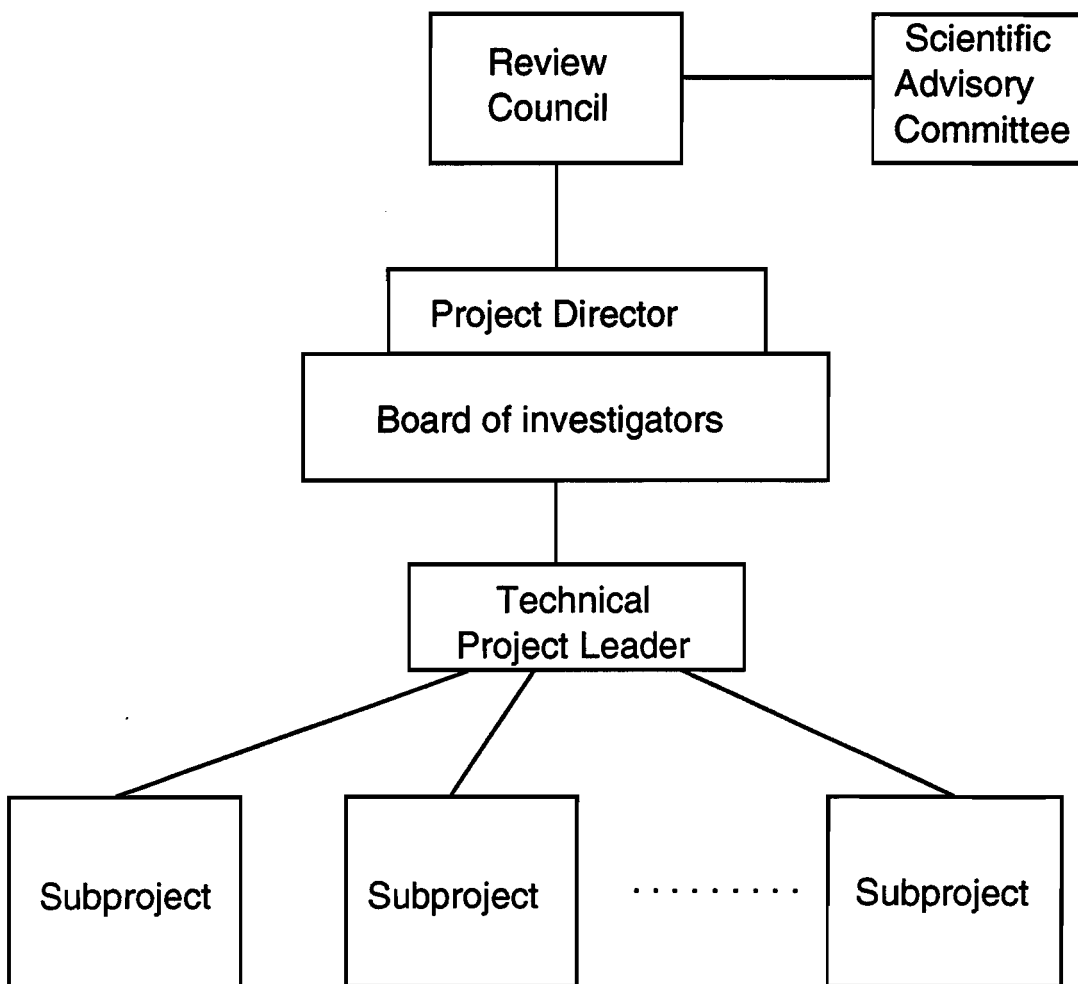 Review
Council
Scientific
Advisory
Committee
Project Director
Board of investigators
Technical
Project Leader
Subproject
Subproject
. . . . . . . . .
Subproject